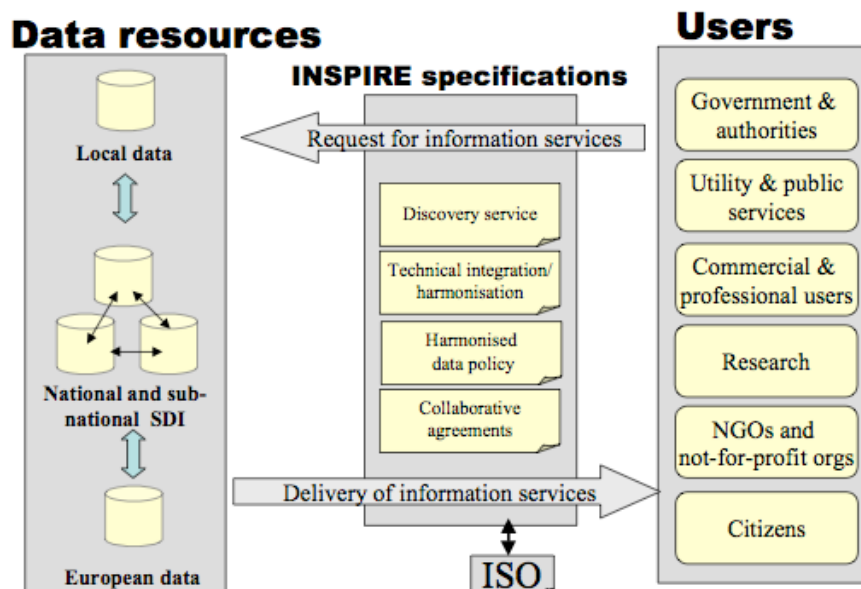 Data resources
Local data
National and sub-
national SDI
European data
INSPIRE specifications
Request for information services
Discovery service
Technical integration/
harmonisation
Harmonised
data policy
Collaborative
agreements
Delivery of information services
ISO
Users
Government &
authorities
Utility & public
services
Commercial &
professional users
Research
NGOs and
not-for-profit orgs
Citizens